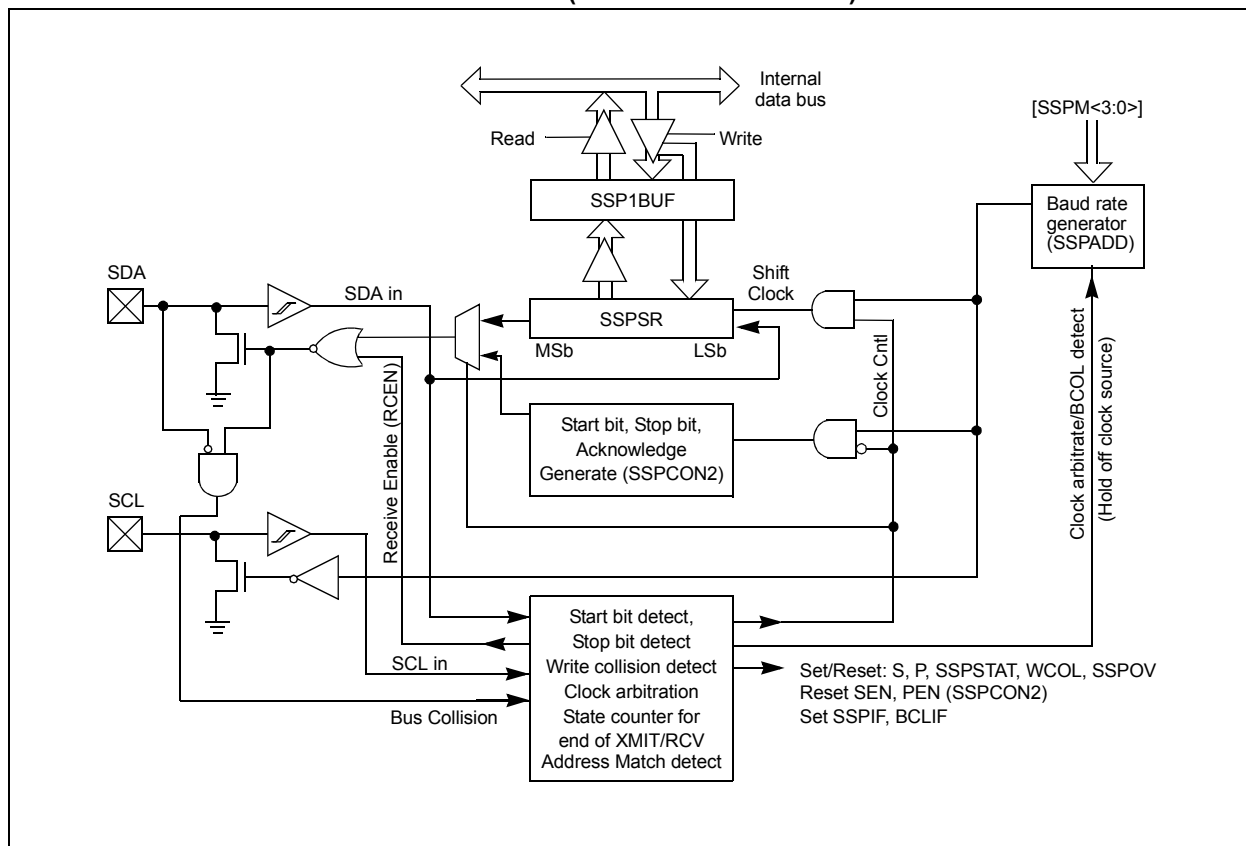 Internal
data bus
[SSPM<3:0>]
Read
Write
SSP1BUF
Baud rate
generator
(SSPADD)
SDA
SDA in
Shift
Clock
SSPSR
MSb
LSb
Receive Enable (RCEN)
Clock Cntl
Clock arbitrate/BCOL detect
(Hold off clock source)
Start bit, Stop bit,
Acknowledge
Generate (SSPCON2)
SCL
SCL in
Bus Collision
Start bit detect,
Stop bit detect
Write collision detect
Clock arbitration
State counter for
end of XMIT/RCV
Address Match detect
Set/Reset: S, P, SSPSTAT, WCOL, SSPOV
Reset SEN, PEN (SSPCON2)
Set SSPIF, BCLIF